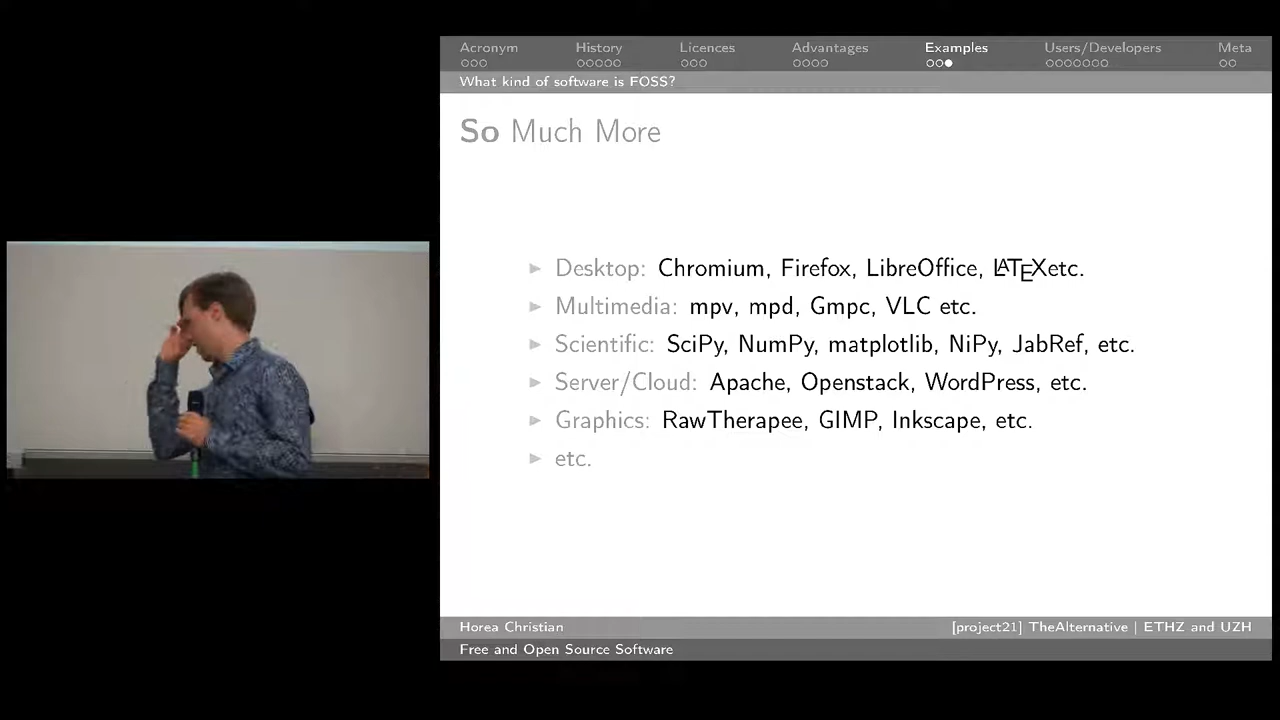 Acronym History Licences Advantages Examples Users/Developers Meta
What kind of software is FOSS?
So Much More
Desktop: Chromium, Firefox, LibreOffice, LATEXetc.
Multimedia: mpv, mpd, Gmpc, VLC etc.
Scientific: SciPy, NumPy, matplotlib, NiPy, JabRef, etc.
Server/Cloud: Apache, Openstack, WordPress, etc.
Graphics: RawTherapee, GIMP, Inkscape, etc.
etc.
Horea Christian [project21] TheAlternative | ETHZ and UZH
Free and Open Source Software